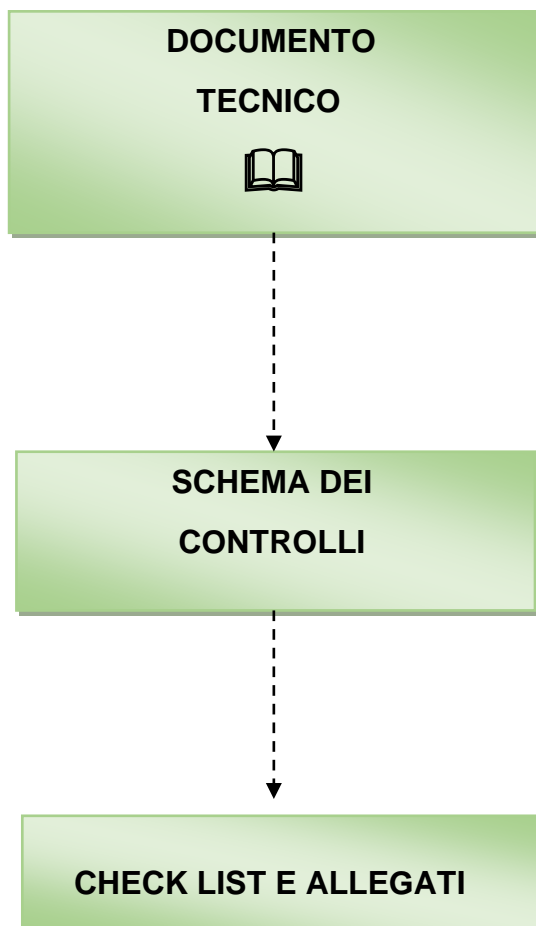 DOCUMENTO
TECNICO
SCHEMA DEI
CONTROLLI
CHECK LIST E ALLEGATI